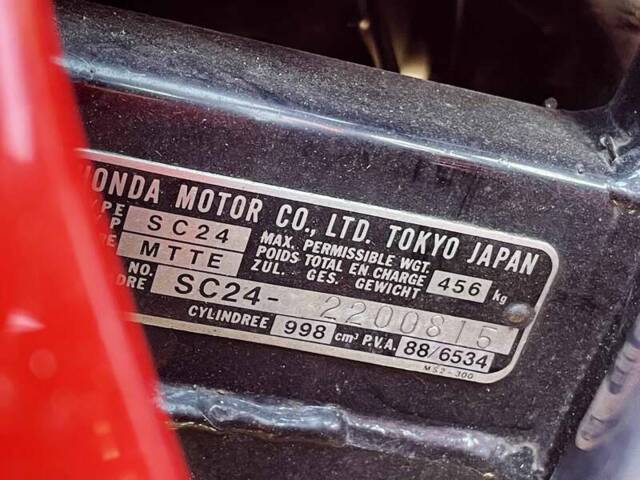 HONDA MOTOR CO., LTD. TOKYO JAPAN
SC24
MTTE
MAX. PERMISSIBLE WGT.
POIDS TOTAL EN CHARGE
ZUL. GES. GEWICHT
456 kg
NO. SC24-2200815
CYLINDREE 998 cm³ P.V.A. 88/6534
MS2-300